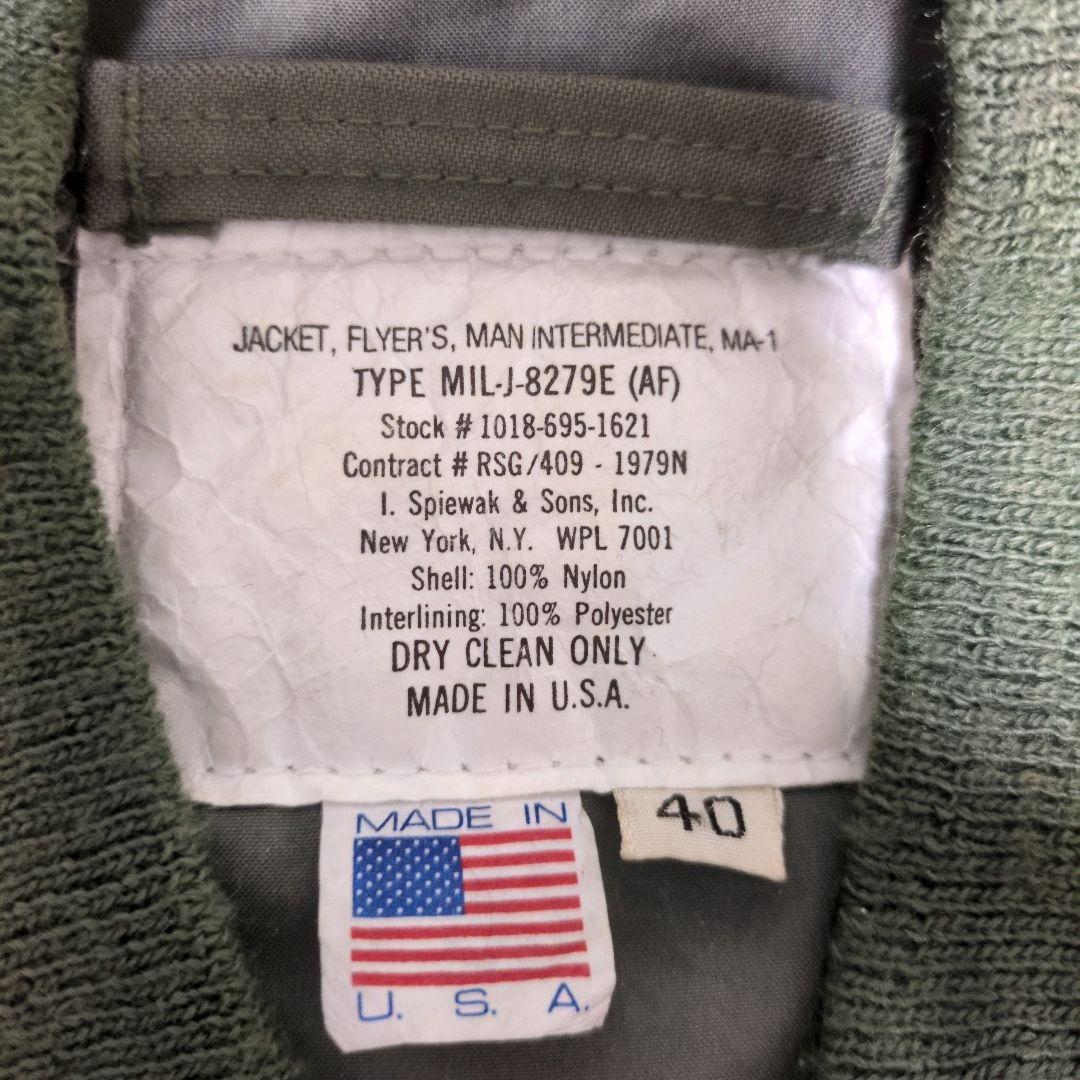 JACKET, FLYER'S, MAN INTERMEDIATE, MA-1
TYPE MIL-J-8279E (AF)
Stock # 1018-695-1621
Contract # RSG/409 - 1979N
I. Spiewak & Sons, Inc.
New York, N.Y. WPL 7001
Shell: 100% Nylon
Interlining: 100% Polyester
DRY CLEAN ONLY
MADE IN U.S.A.
MADE IN
U. S. A.
40